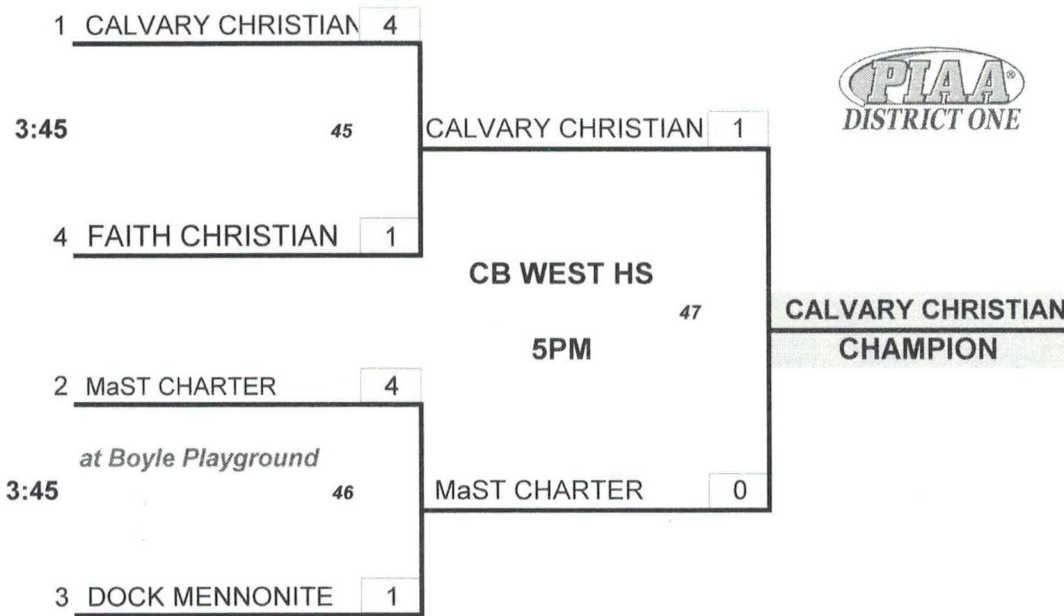 1 CALVARY CHRISTIAN 4
3:45 45
4 FAITH CHRISTIAN 1
CALVARY CHRISTIAN 1
PIAA®
DISTRICT ONE
CB WEST HS
47
5PM
CALVARY CHRISTIAN
CHAMPION
2 MaST CHARTER 4
at Boyle Playground
3:45 46
3 DOCK MENNONITE 1
MaST CHARTER 0